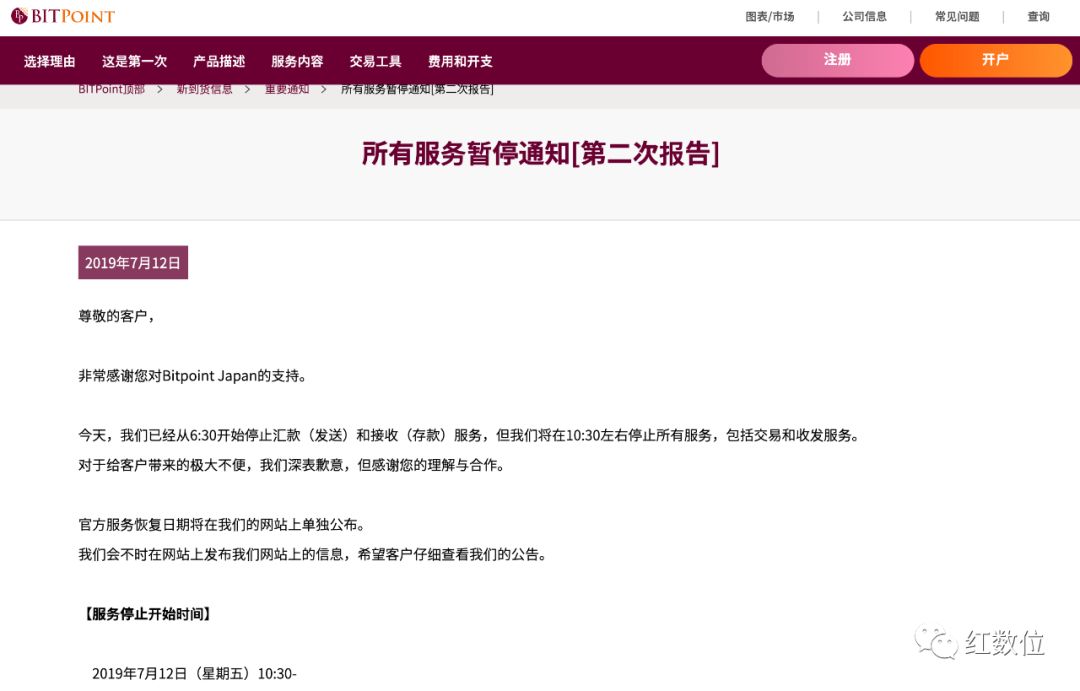 BITPOINT
图表/市场 | 公司信息 | 常见问题 | 查询
选择理由 这是第一次 产品描述 服务内容 交易工具 费用和开支 注册 开户
BITPoint顶部 > 新到货信息 > 重要通知 > 所有服务暂停通知[第二次报告]
所有服务暂停通知[第二次报告]
2019年7月12日
尊敬的客户，
非常感谢您对Bitpoint Japan的支持。
今天，我们已经从6:30开始停止汇款（发送）和接收（存款）服务，但我们将在10:30左右停止所有服务，包括交易和收发服务。
对于给客户带来的极大不便，我们深表歉意，但感谢您的理解与合作。
官方服务恢复日期将在我们的网站上单独公布。
我们会不时在网站上发布我们网站上的信息，希望客户仔细查看我们的公告。
【服务停止开始时间】
2019年7月12日（星期五）10:30-
红数位